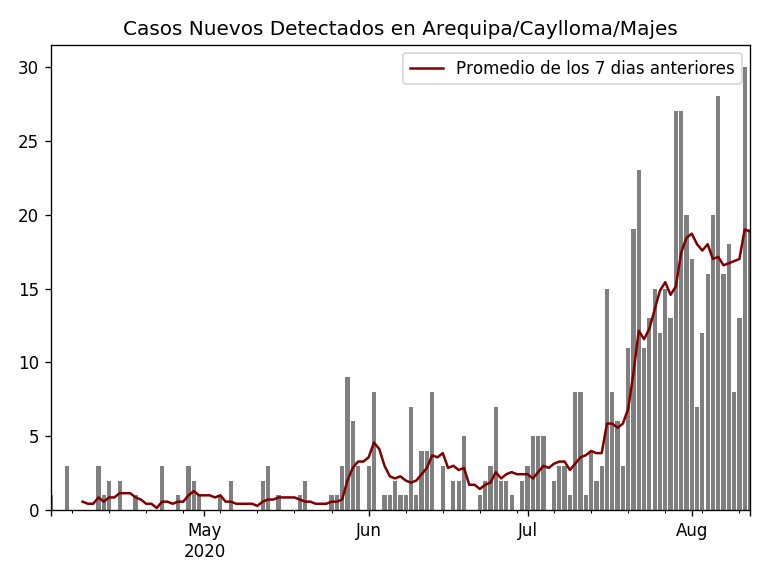 Casos Nuevos Detectados en Arequipa/Caylloma/Majes
Promedio de los 7 dias anteriores
30
25
20
15
10
5
0
May
2020
Jun
Jul
Aug